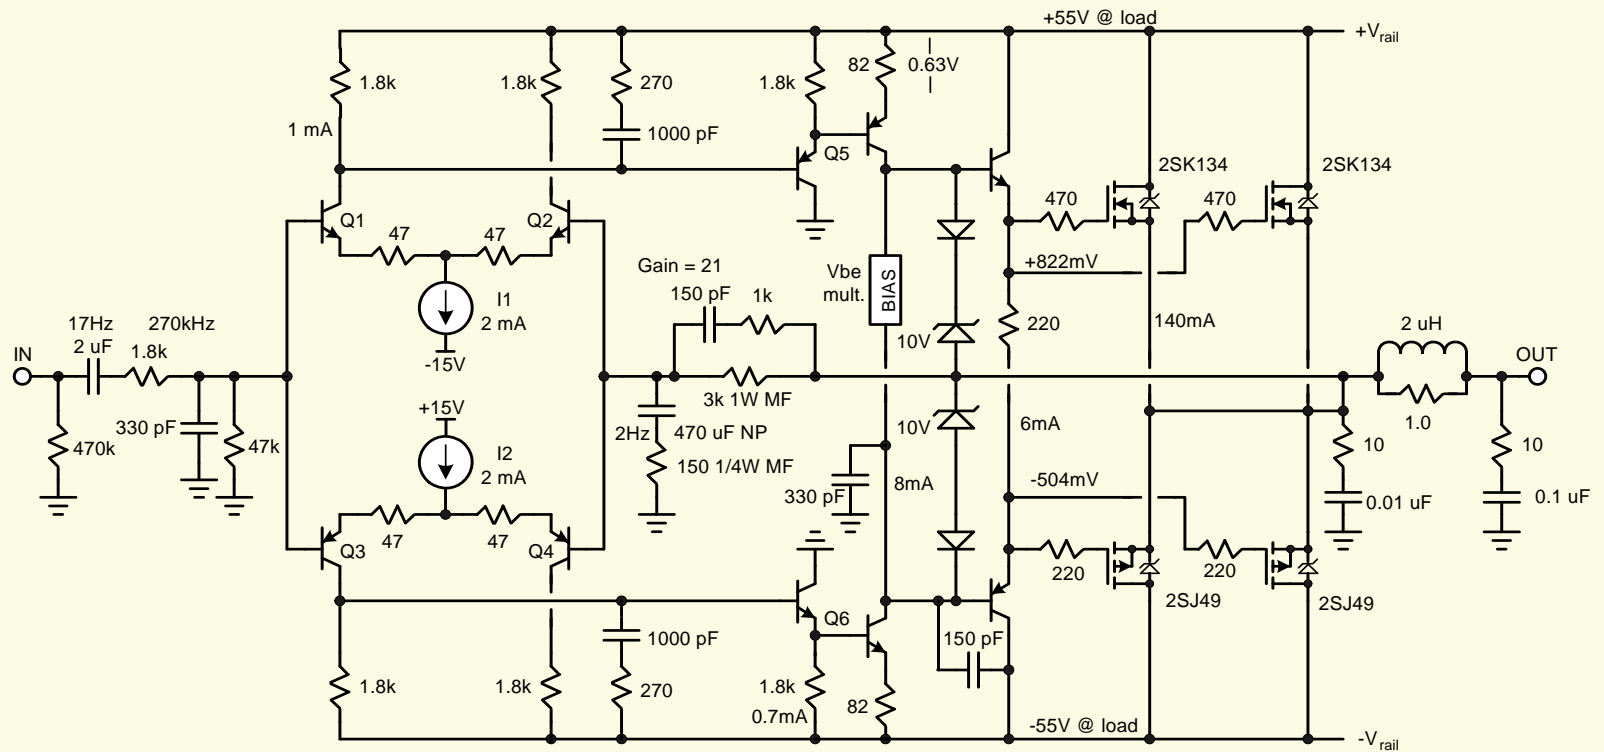 +55V @ load
+Vrail
1.8k
1.8k
270
1.8k
82
0.63V
1 mA
1000 pF
Q5
2SK134
2SK134
Q1
Q2
470
470
47
47
Gain = 21
150 pF
1k
Vbe
mult.
BIAS
+822mV
I1
2 mA
-15V
10V
220
140mA
2 uH
IN
17Hz
2 uF
270kHz
1.8k
OUT
3k 1W MF
1.0
+15V
330 pF
470k
47k
2Hz
470 uF NP
150 1/4W MF
10V
6mA
10
10
I2
2 mA
330 pF
8mA
-504mV
0.01 uF
0.1 uF
47
47
Q3
Q4
220
220
2SJ49
2SJ49
Q6
1000 pF
150 pF
1.8k
1.8k
270
1.8k
0.7mA
82
-55V @ load
-Vrail